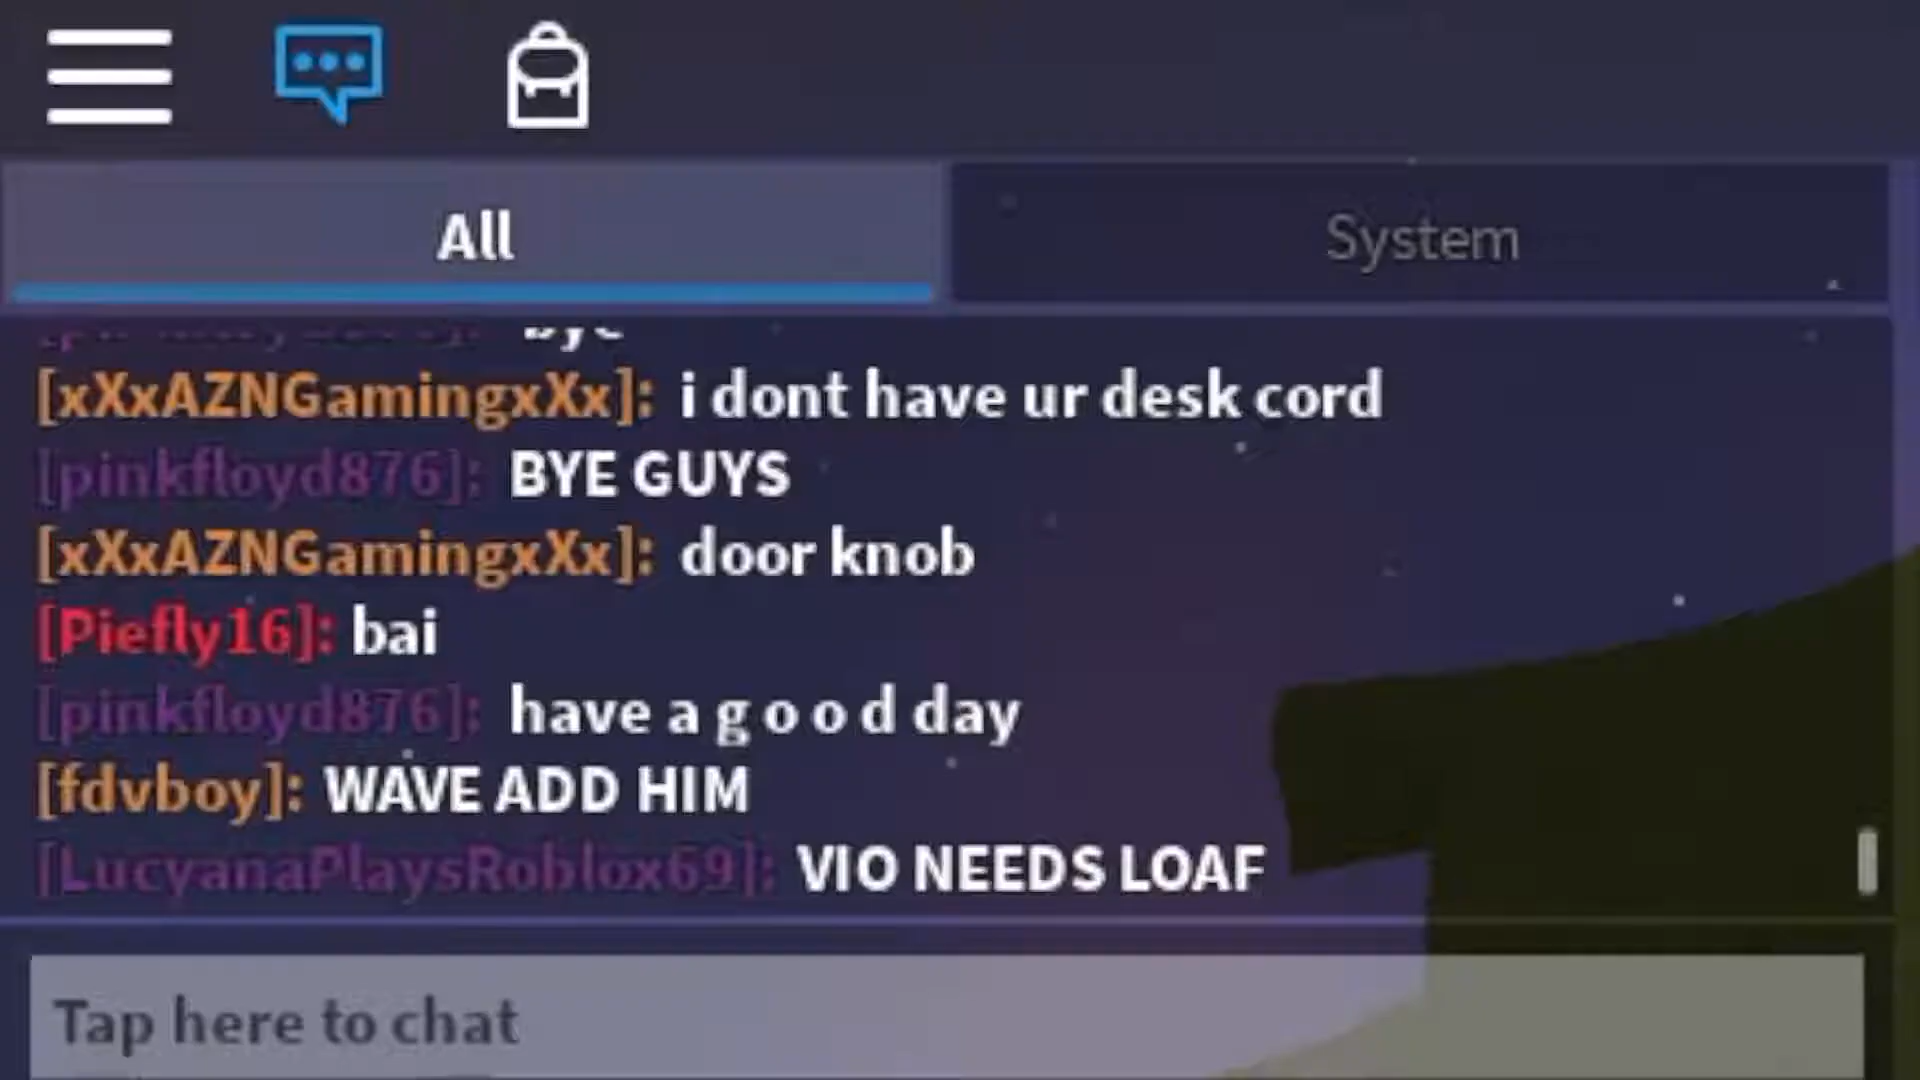 All
System
bye
[xXxAZNGamingxXx]: i dont have ur desk cord
[pinkfloyd876]: BYE GUYS
[xXxAZNGamingxXx]: door knob
[Piefly16]: bai
[pinkfloyd876]: have a g o o d day
[fdvboy]: WAVE ADD HIM
[LucyanaPlaysRoblox69]: VIO NEEDS LOAF
Tap here to chat